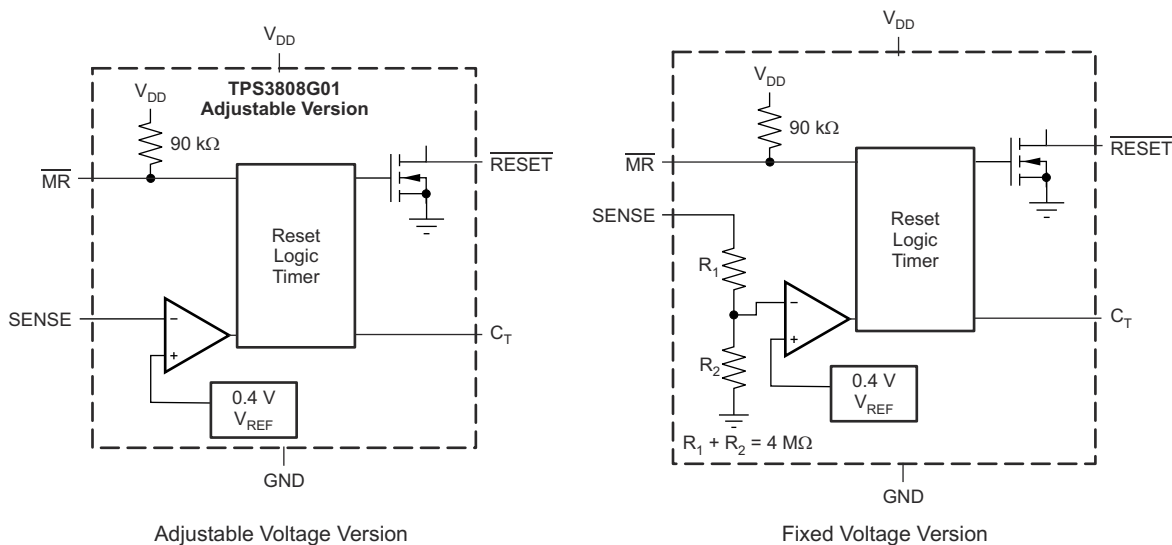 V_DD
TPS3808G01
Adjustable Version
V_DD
90 kΩ
MR
RESET
Reset
Logic
Timer
SENSE
–
+
C_T
0.4 V
V_REF
GND
Adjustable Voltage Version
V_DD
V_DD
90 kΩ
MR
RESET
SENSE
Reset
Logic
Timer
R_1
–
+
C_T
R_2
0.4 V
V_REF
R_1 + R_2 = 4 MΩ
GND
Fixed Voltage Version